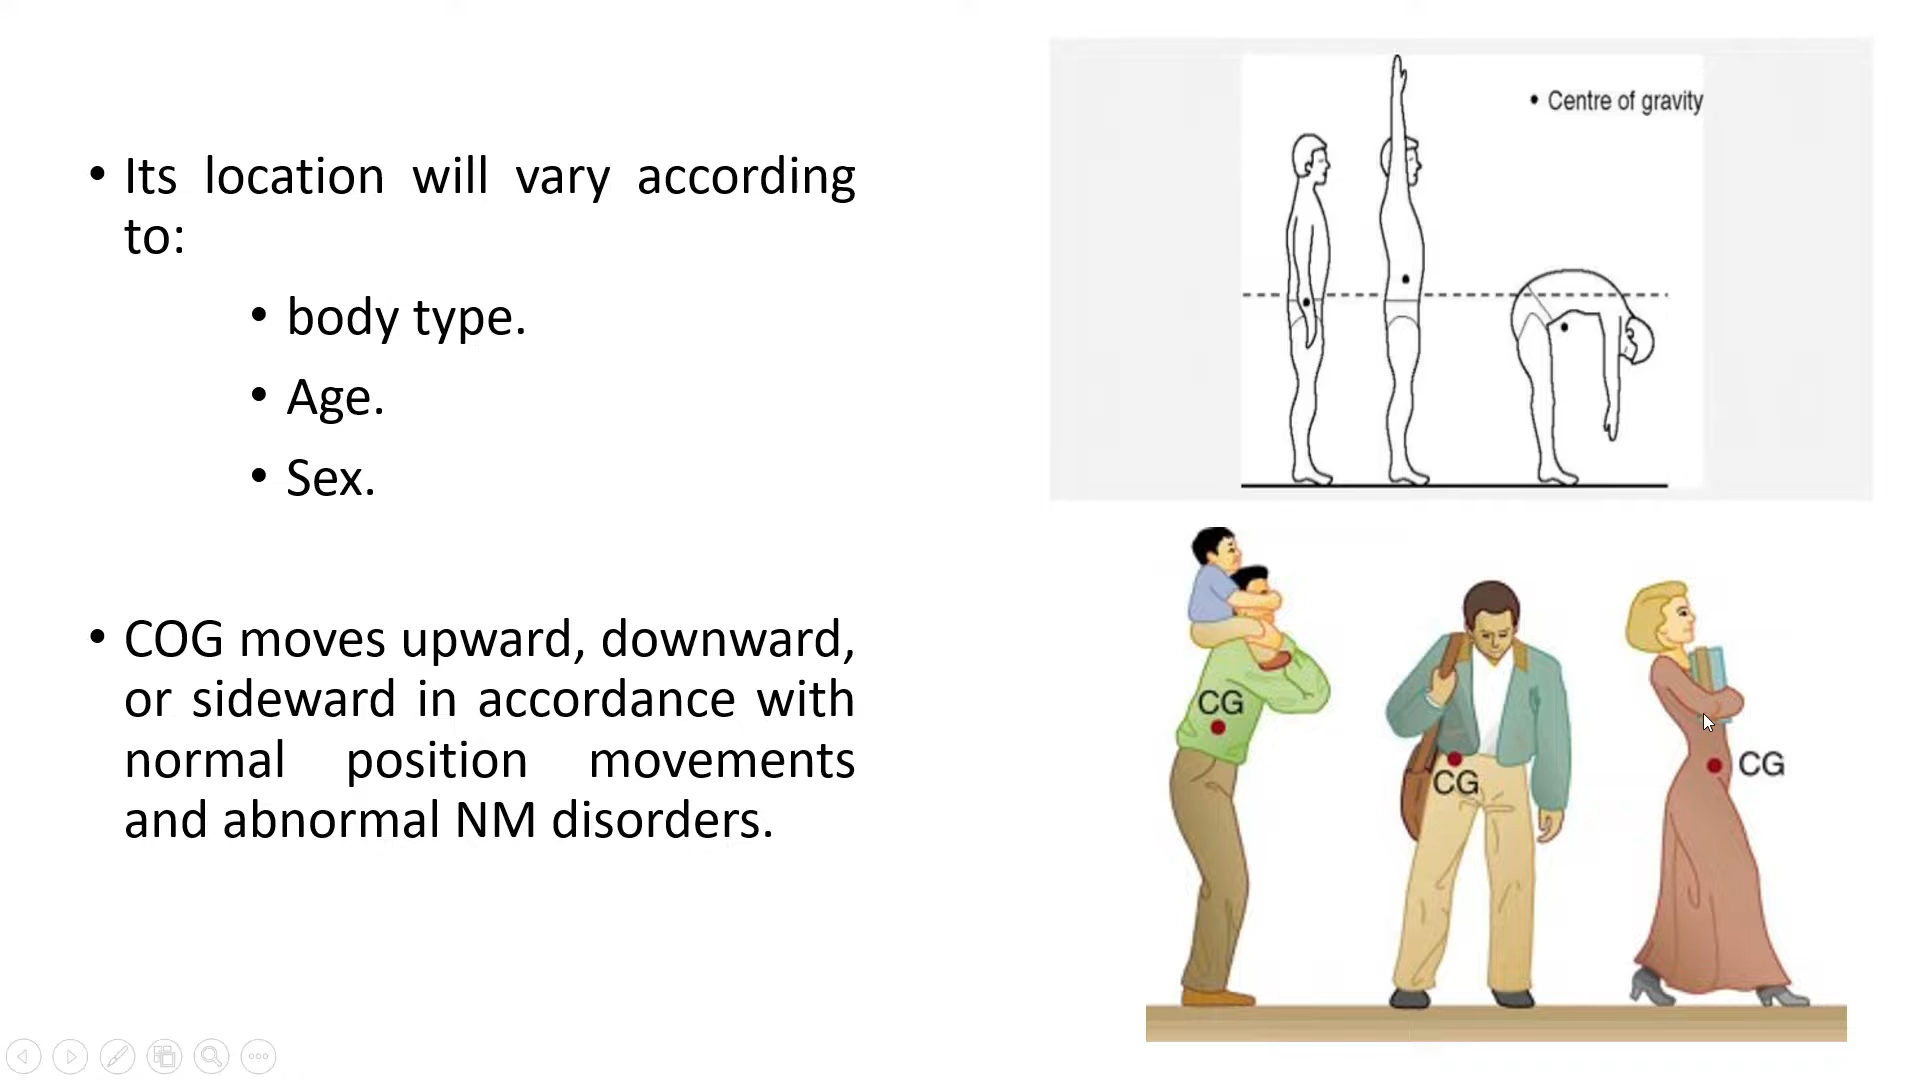 • Its location will vary according
to:
• body type.
• Age.
• Sex.
• COG moves upward, downward,
or sideward in accordance with
normal position movements
and abnormal NM disorders.
• Centre of gravity
CG
CG
CG